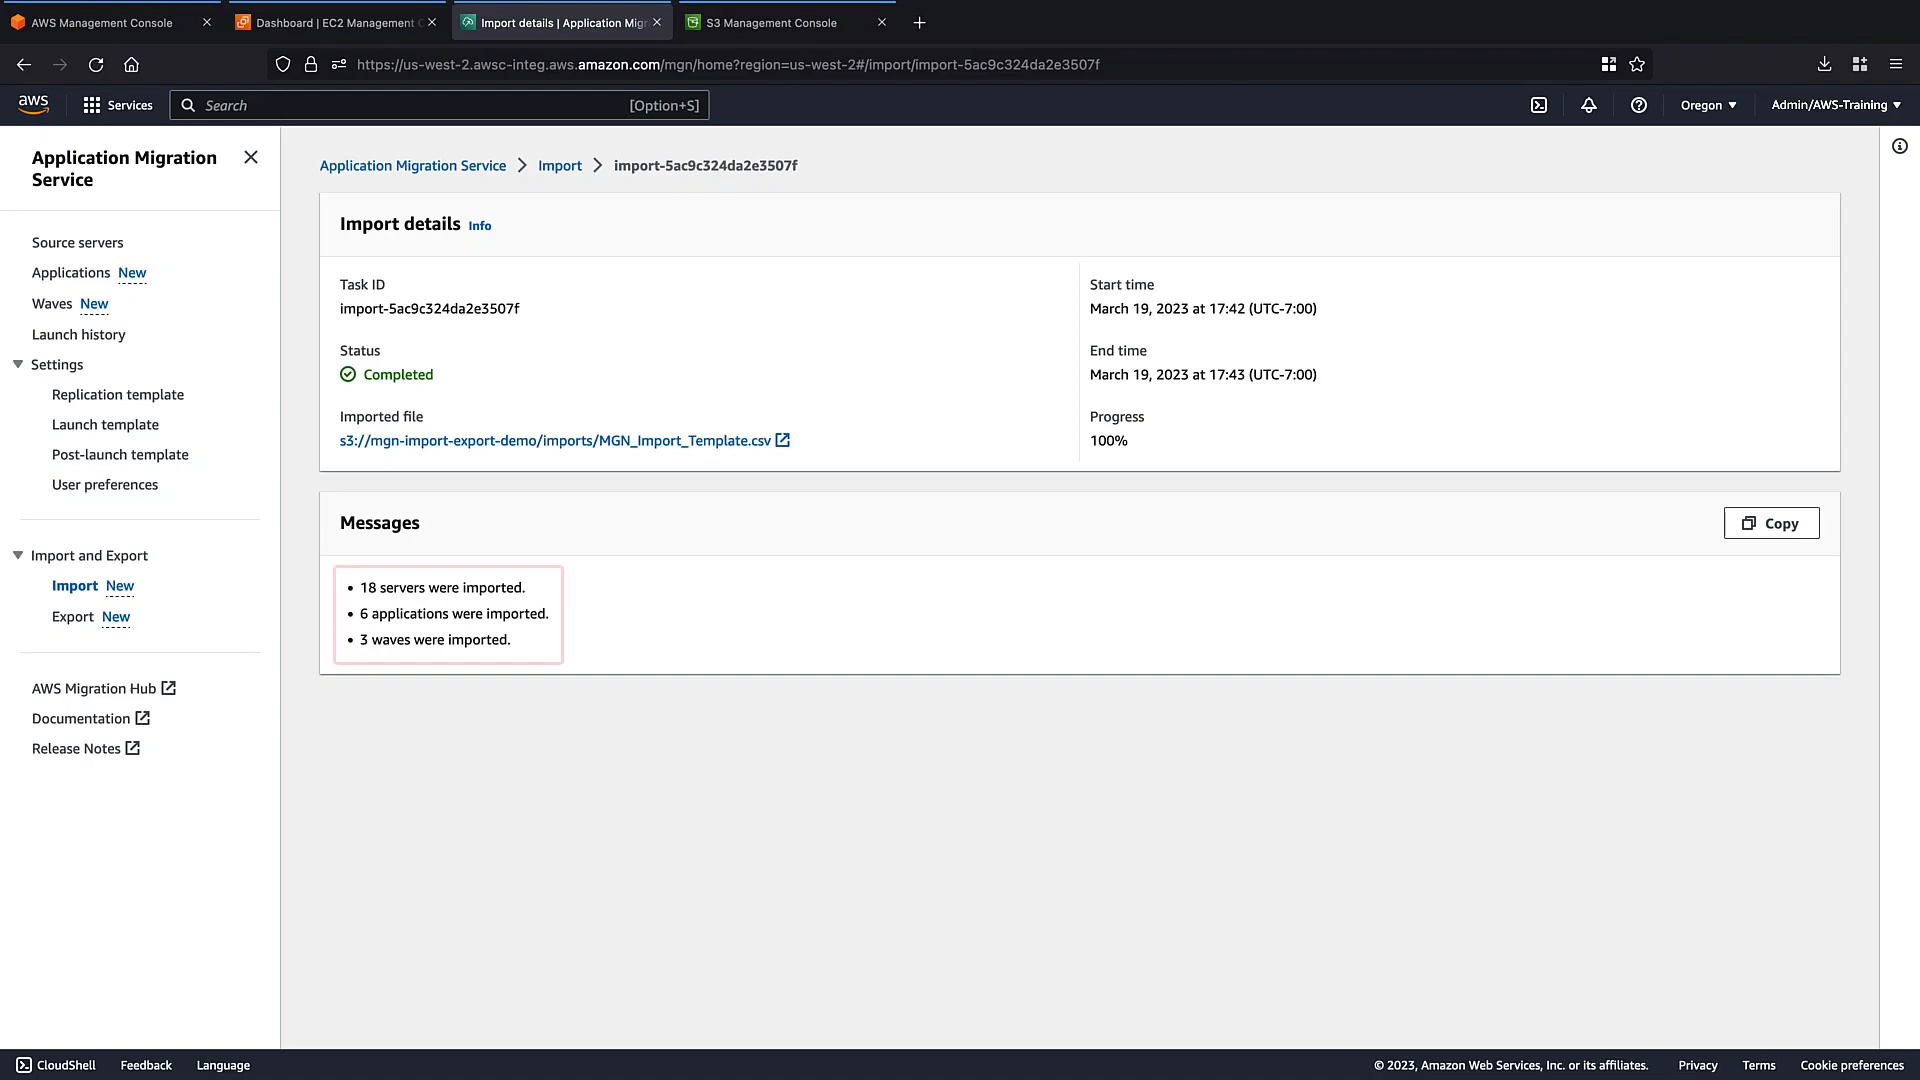 AWS Management Console
Dashboard | EC2 Management C
Import details | Application Migr
S3 Management Console
https://us-west-2.awsc-integ.aws.amazon.com/mgn/home?region=us-west-2#/import/import-5ac9c324da2e3507f
aws
Services
Search
[Option+S]
Oregon
Admin/AWS-Training
Application Migration
Service
Source servers
Applications New
Waves New
Launch history
Settings
Replication template
Launch template
Post-launch template
User preferences
Import and Export
Import New
Export New
AWS Migration Hub
Documentation
Release Notes
Application Migration Service
Import
import-5ac9c324da2e3507f
Import details Info
Task ID
import-5ac9c324da2e3507f
Status
Completed
Imported file
s3://mgn-import-export-demo/imports/MGN_Import_Template.csv
Start time
March 19, 2023 at 17:42 (UTC-7:00)
End time
March 19, 2023 at 17:43 (UTC-7:00)
Progress
100%
Messages
Copy
• 18 servers were imported.
• 6 applications were imported.
• 3 waves were imported.
CloudShell
Feedback
Language
© 2023, Amazon Web Services, Inc. or its affiliates.
Privacy
Terms
Cookie preferences